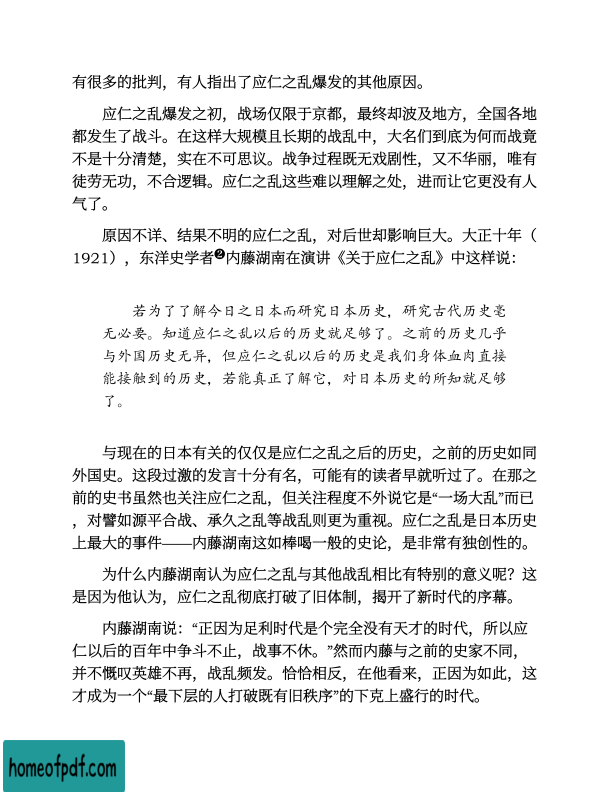 有很多的批判，有人指出了应仁之乱爆发的其他原因。
应仁之乱爆发之初，战场仅限于京都，最终却波及地方，全国各地
都发生了战斗。在这样大规模且长期的战乱中，大名们到底为何而战竟
不是十分清楚，实在不可思议。战争过程既无戏剧性，又不华丽，唯有
徒劳无功，不合逻辑。应仁之乱这些难以理解之处，进而让它更没有人
气了。
原因不详、结果不明的应仁之乱，对后世却影响巨大。大正十年（
1921），东洋史学者❷内藤湖南在演讲《关于应仁之乱》中这样说：
若为了了解今日之日本而研究日本历史，研究古代历史毫
无必要。知道应仁之乱以后的历史就足够了。之前的历史几乎
与外国历史无异，但应仁之乱以后的历史是我们身体血肉直接
能接触到的历史，若能真正了解它，对日本历史的所知就足够
了。
与现在的日本有关的仅仅是应仁之乱之后的历史，之前的历史如同
外国史。这段过激的发言十分有名，可能有的读者早就听过了。在那之
前的史书虽然也关注应仁之乱，但关注程度不外说它是“一场大乱”而已
，对譬如源平合战、承久之乱等战乱则更为重视。应仁之乱是日本历史
上最大的事件——内藤湖南这如棒喝一般的史论，是非常有独创性的。
为什么内藤湖南认为应仁之乱与其他战乱相比有特别的意义呢？这
是因为他认为，应仁之乱彻底打破了旧体制，揭开了新时代的序幕。
内藤湖南说：“正因为足利时代是个完全没有天才的时代，所以应
仁以后的百年中争斗不止，战事不休。”然而内藤与之前的史家不同，
并不慨叹英雄不再，战乱频发。恰恰相反，在他看来，正因为如此，这
才成为一个“最下层的人打破既有旧秩序”的下克上盛行的时代。
homeofpdf.com